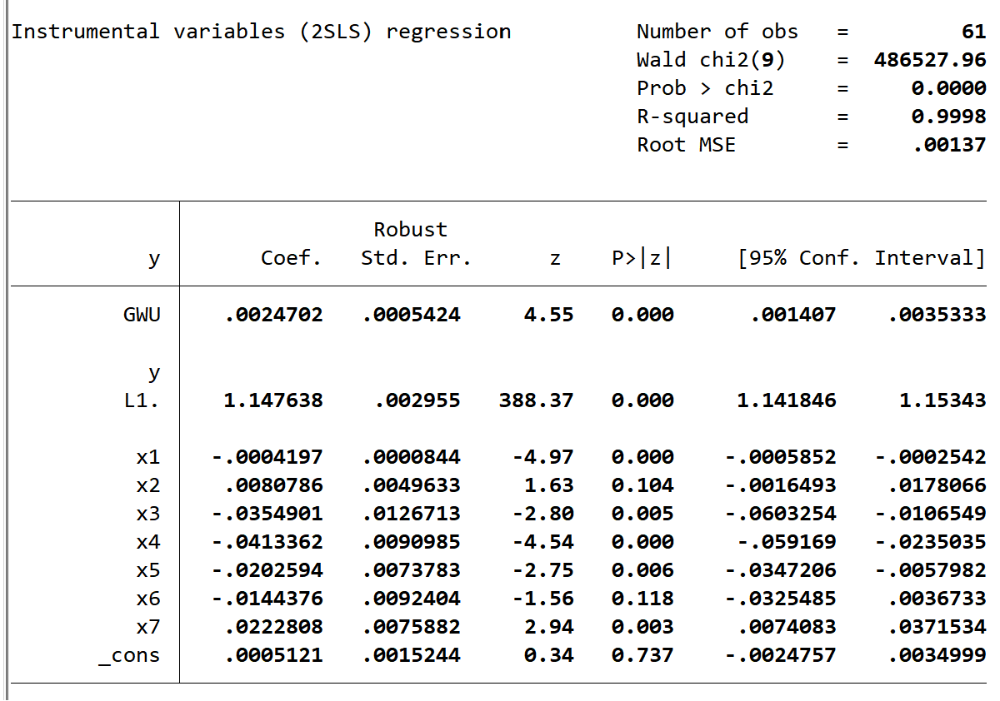 Instrumental variables (2SLS) regression Number of obs = 61
Wald chi2(9) = 486527.96
Prob > chi2 = 0.0000
R-squared = 0.9998
Root MSE = .00137
Robust
y Coef. Std. Err. z P>|z| [95% Conf. Interval]
GWU .0024702 .0005424 4.55 0.000 .001407 .0035333
y
L1. 1.147638 .002955 388.37 0.000 1.141846 1.15343
x1 -.0004197 .0000844 -4.97 0.000 -.0005852 -.0002542
x2 .0080786 .0049633 1.63 0.104 -.0016493 .0178066
x3 -.0354901 .0126713 -2.80 0.005 -.0603254 -.0106549
x4 -.0413362 .0090985 -4.54 0.000 -.059169 -.0235035
x5 -.0202594 .0073783 -2.75 0.006 -.0347206 -.0057982
x6 -.0144376 .0092404 -1.56 0.118 -.0325485 .0036733
x7 .0222808 .0075882 2.94 0.003 .0074083 .0371534
_cons .0005121 .0015244 0.34 0.737 -.0024757 .0034999